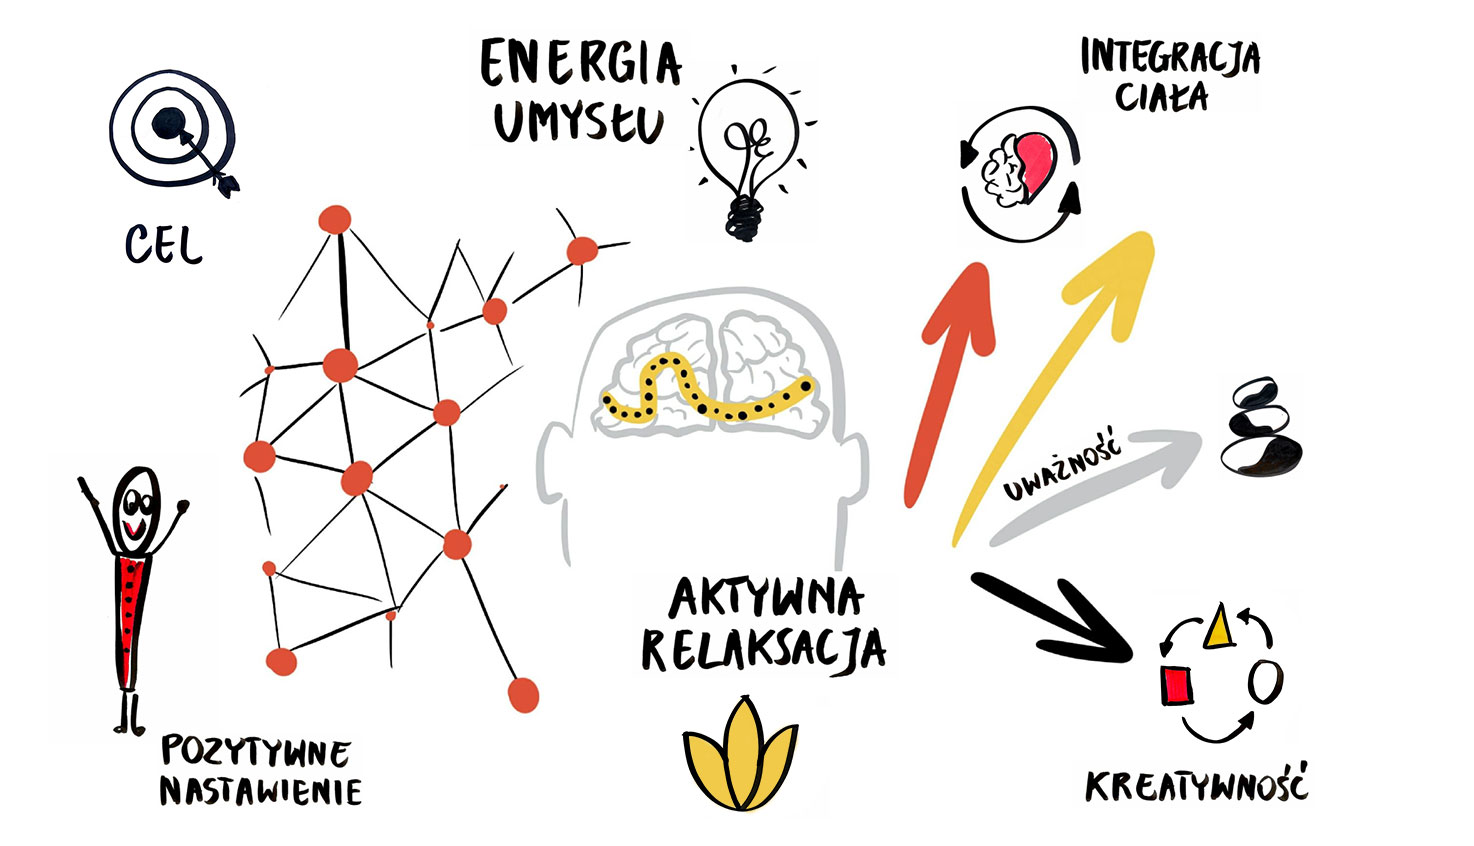 ENERGIA
UMYSŁU
INTEGRACJA
CIAŁA
CEL
UWAŻNOŚĆ
AKTYWNA
RELAKSACJA
POZYTYWNE
NASTAWIENIE
KREATYWNOŚĆ